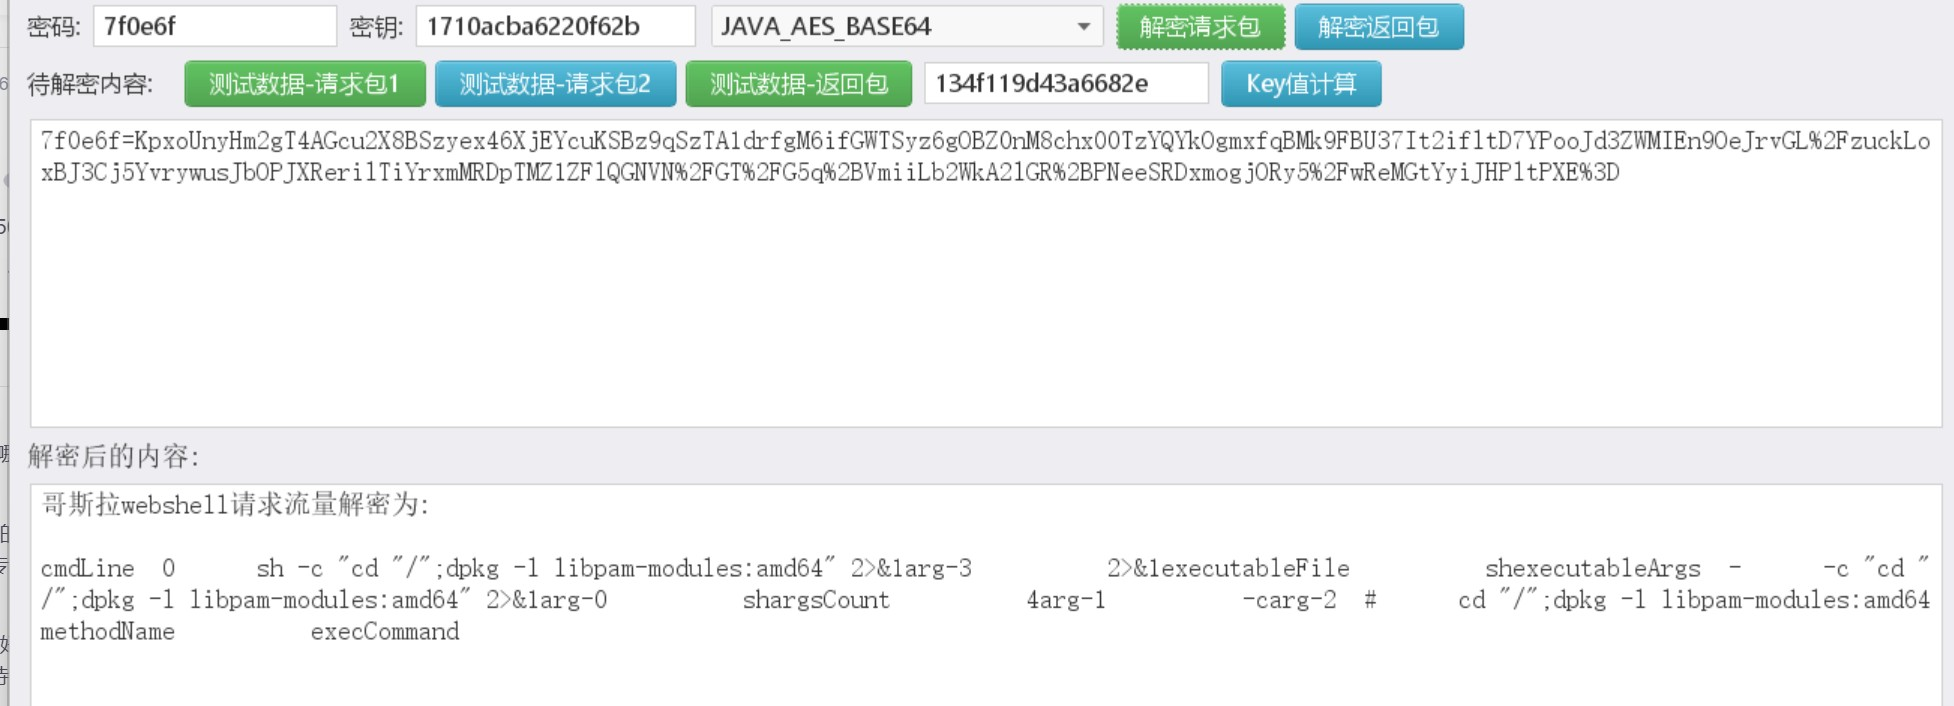 密码: 7f0e6f 密钥: 1710acba6220f62b JAVA_AES_BASE64 解密请求包 解密返回包
待解密内容: 测试数据-请求包1 测试数据-请求包2 测试数据-返回包 134f119d43a6682e Key值计算
7f0e6f=KpxoUnyHm2gT4AGcu2X8BSzyex46XjEYcuKSBz9qSzTA1drfgM6ifGWTSyz6gOBZ0nM8chx00TzYQYkOgmxfqBMk9FBU37It2ifltD7YPooJd3ZWMIEn9OeJrvGL%2FzuckLo
xBJ3Cj5YvrywusJbOPJXRerilTiYrxmMRDpTMZ1ZFlQGNVN%2FGT%2FG5q%2BVmiiLb2WkA2lGR%2BPNeeSRDxmogjORy5%2FwReMGtYyiJHPltPXE%3D
解密后的内容:
哥斯拉webshell请求流量解密为:
cmdLine 0 sh -c "cd "/";dpkg -l libpam-modules:amd64" 2>&1arg-3 2>&1executableFile shexecutableArgs - -c "cd "
/";dpkg -l libpam-modules:amd64" 2>&1arg-0 shargsCount 4arg-1 -carg-2 # cd "/";dpkg -l libpam-modules:amd64
methodName execCommand